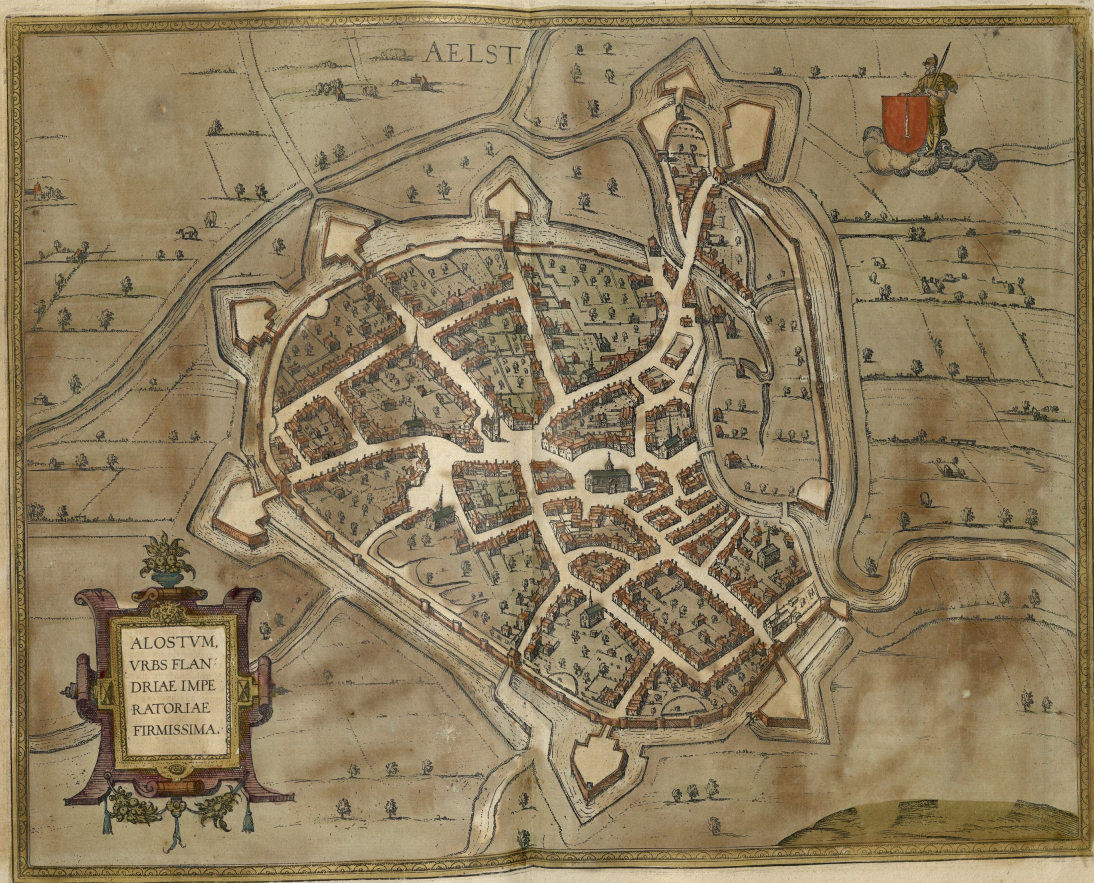 AELST
ALOSTVM,
VRBS FLAN
DRIAE IMPE
RATORIAE
FIRMISSIMA.